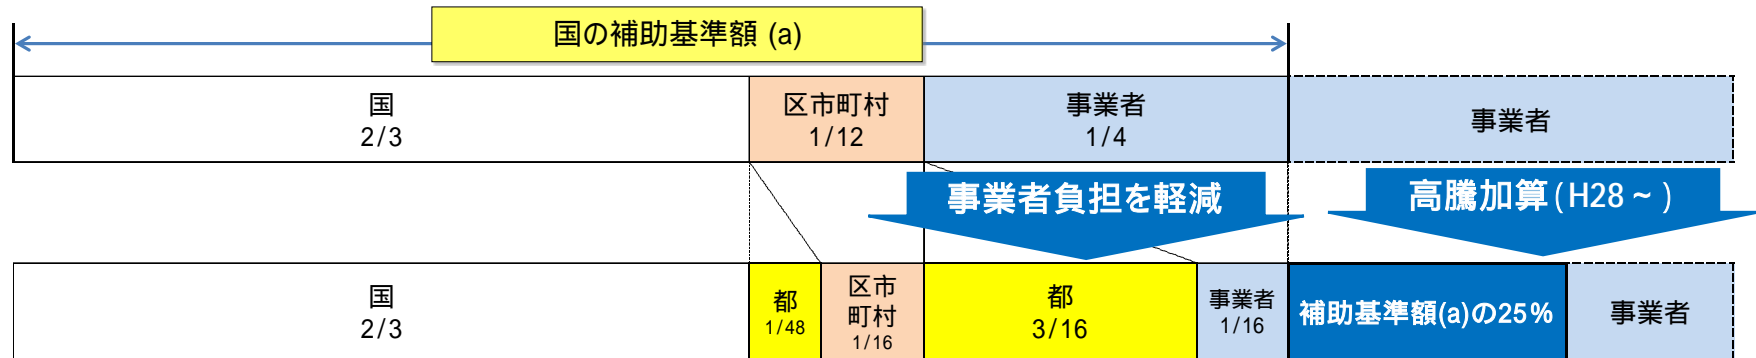 国の補助基準額 (a)
国
2/3
区市町村
1/12
事業者
1/4
事業者
事業者負担を軽減
高騰加算(H28~)
国
2/3
都
1/48
区市
町村
1/16
都
3/16
事業者
1/16
補助基準額(a)の25%
事業者